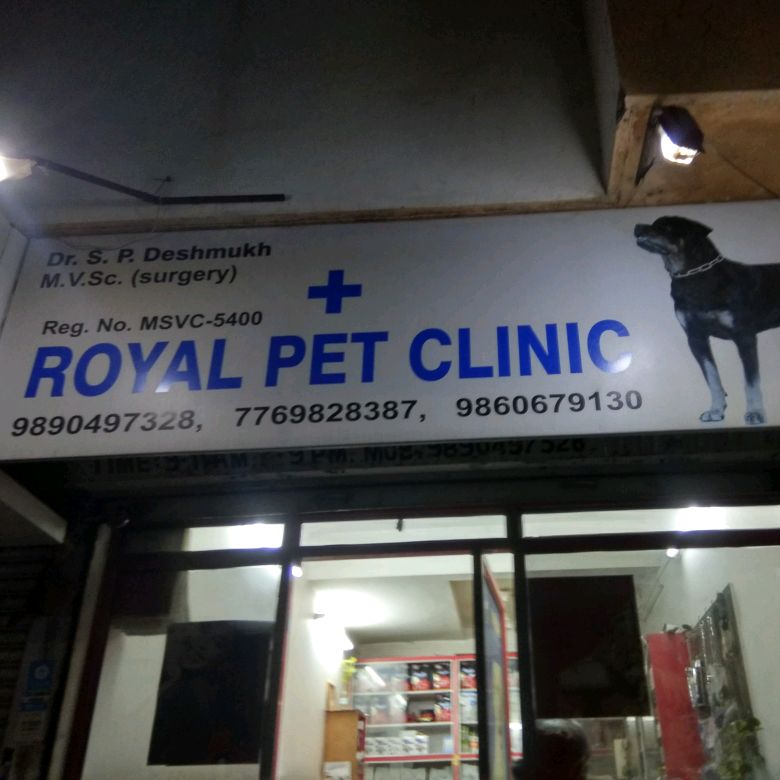 Dr. S. P. Deshmukh
M.V.Sc. (surgery)
Reg. No. MSVC-5400
ROYAL PET CLINIC
9890497328, 7769828387, 9860679130